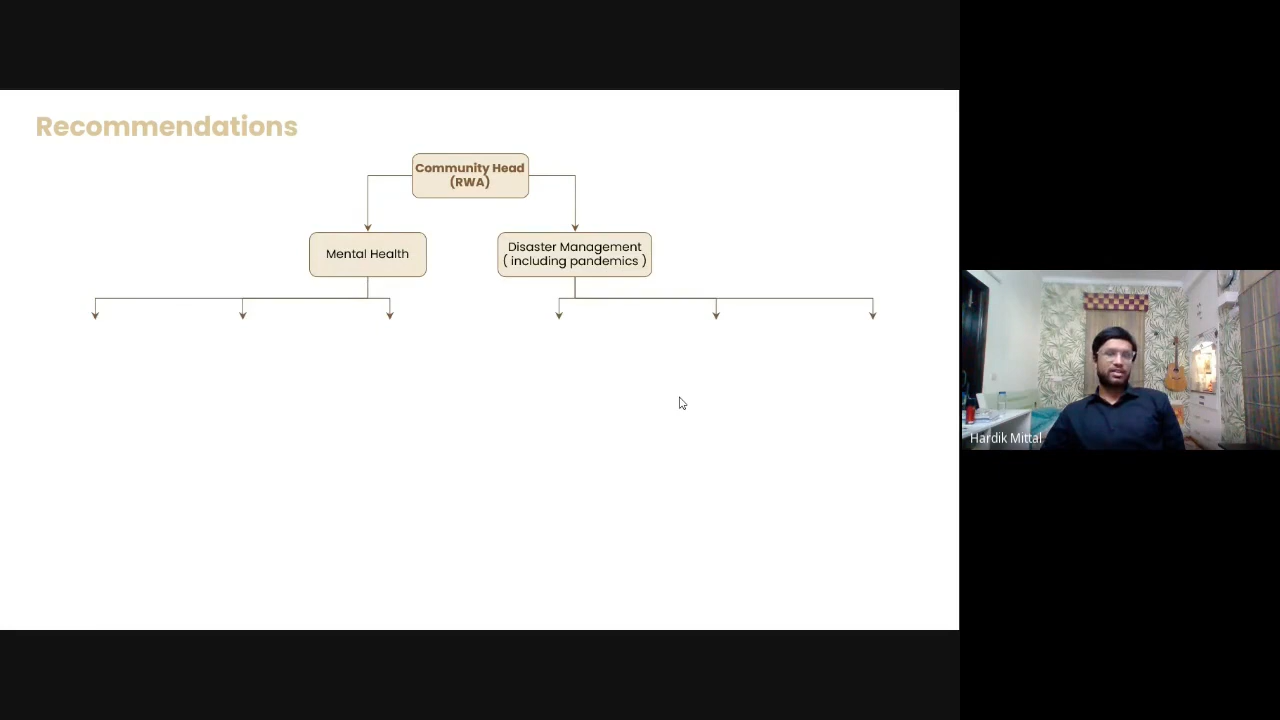 Recommendations
Community Head
(RWA)
Mental Health
Disaster Management
( including pandemics )
Hardik Mittal